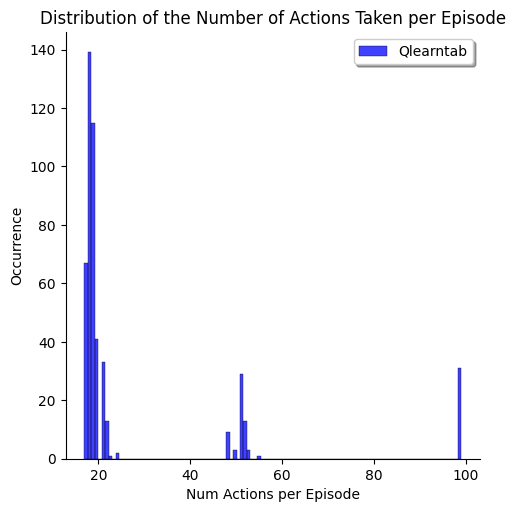 Distribution of the Number of Actions Taken per Episode
Qlearntab
140
120
100
80
60
40
20
0
Occurrence
20 40 60 80 100
Num Actions per Episode